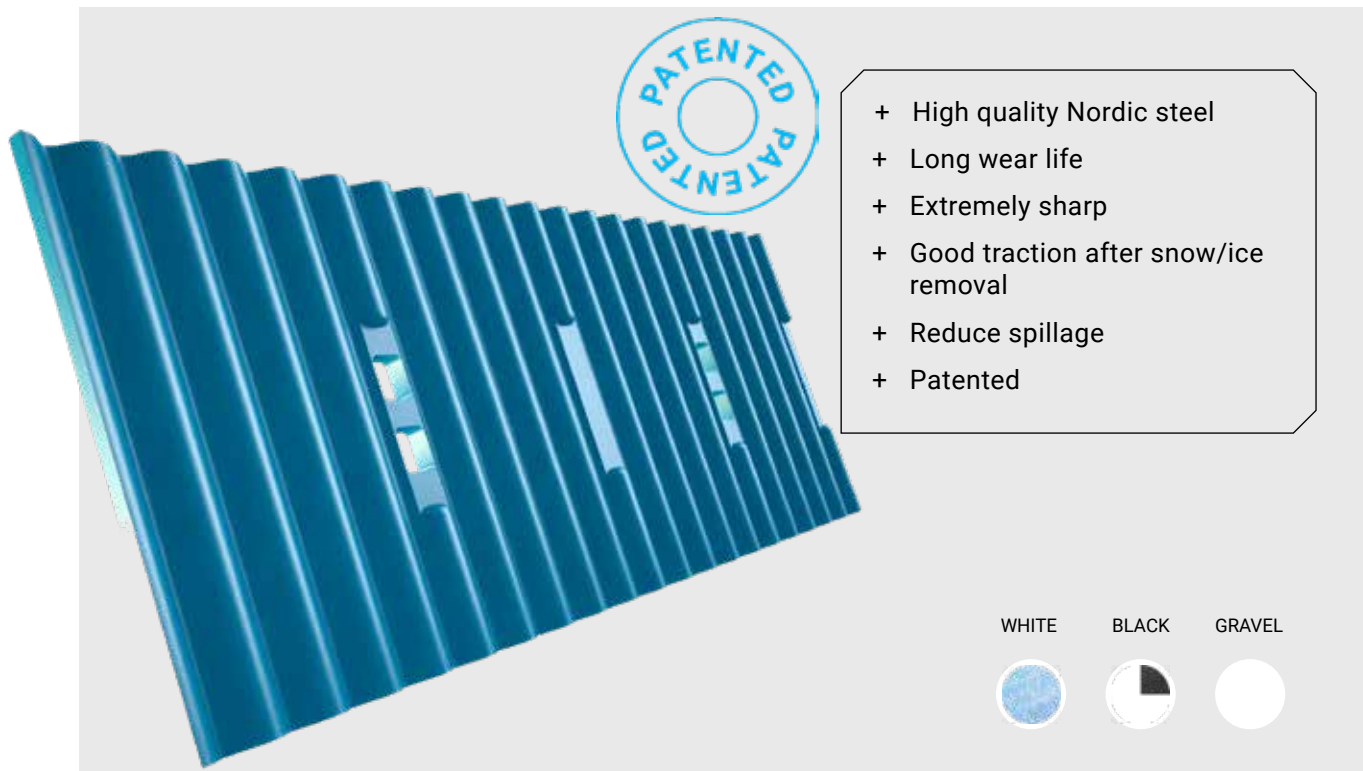 PATENTED PATENTED PATENTED
+ High quality Nordic steel
+ Long wear life
+ Extremely sharp
+ Good traction after snow/ice
removal
+ Reduce spillage
+ Patented
WHITE BLACK GRAVEL